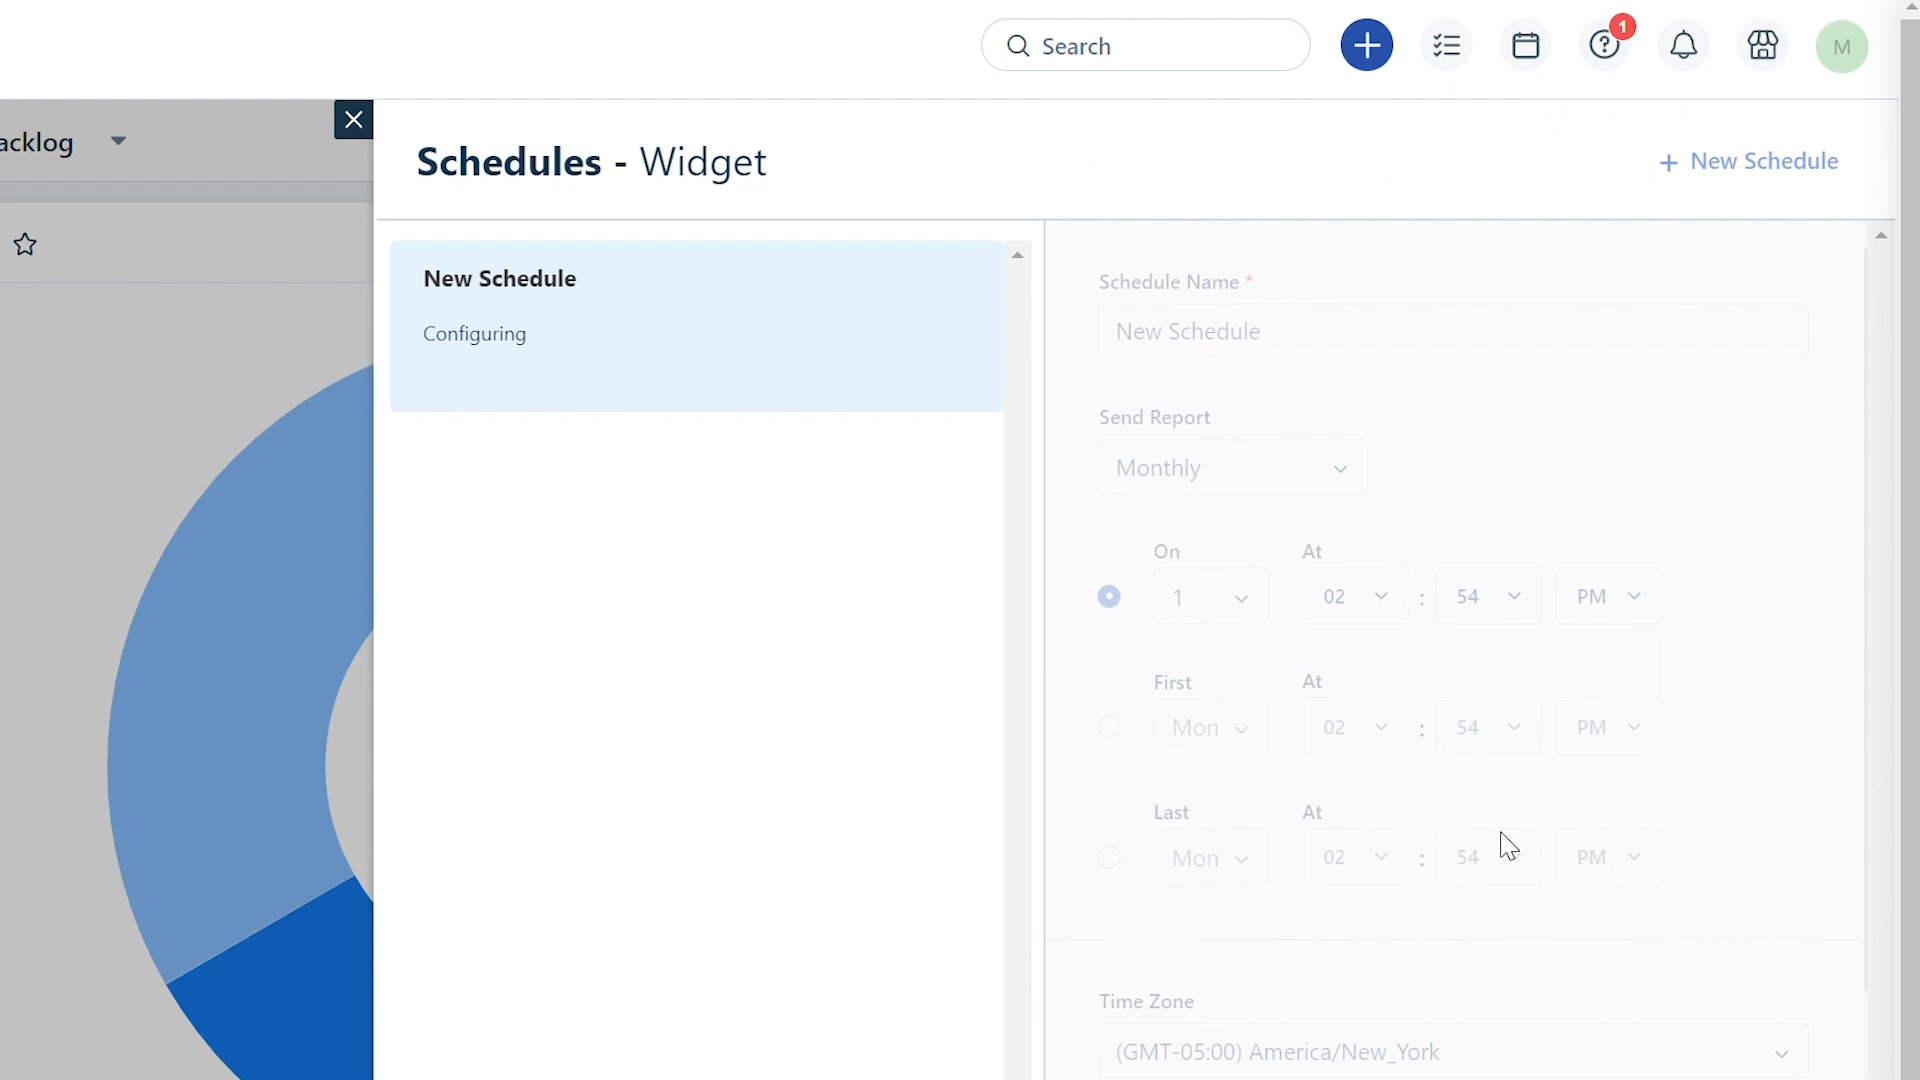 Search
1
M
acklog
Schedules - Widget
+ New Schedule
New Schedule
Configuring
Schedule Name *
New Schedule
Send Report
Monthly
On At
1 02 : 54 PM
First At
Mon 02 : 54 PM
Last At
Mon 02 : 54 PM
Time Zone
(GMT-05:00) America/New_York